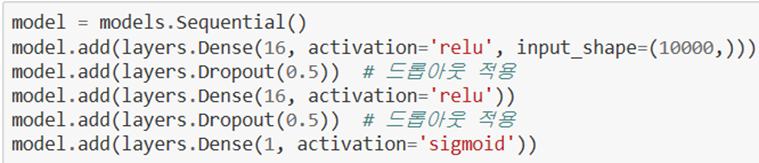 model = models.Sequential()
model.add(layers.Dense(16, activation='relu', input_shape=(10000,)))
model.add(layers.Dropout(0.5))  # 드롭아웃 적용
model.add(layers.Dense(16, activation='relu'))
model.add(layers.Dropout(0.5))  # 드롭아웃 적용
model.add(layers.Dense(1, activation='sigmoid'))